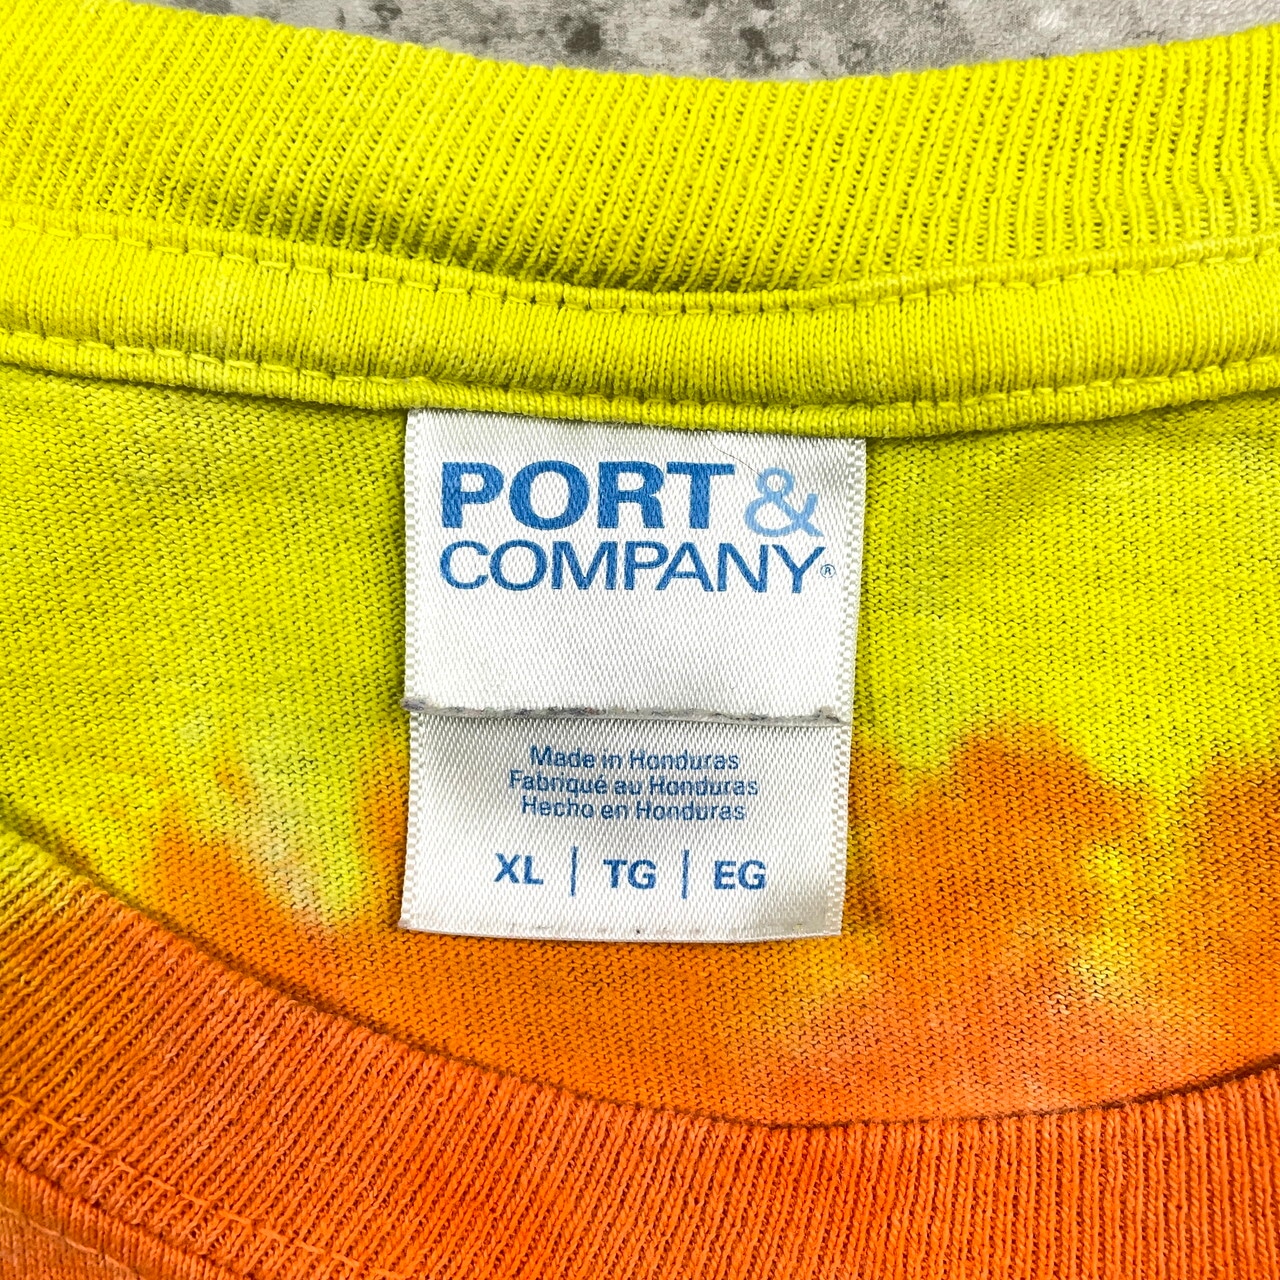 PORT &
COMPANY®
Made in Honduras
Fabriqué au Honduras
Hecho en Honduras
XL | TG | EG